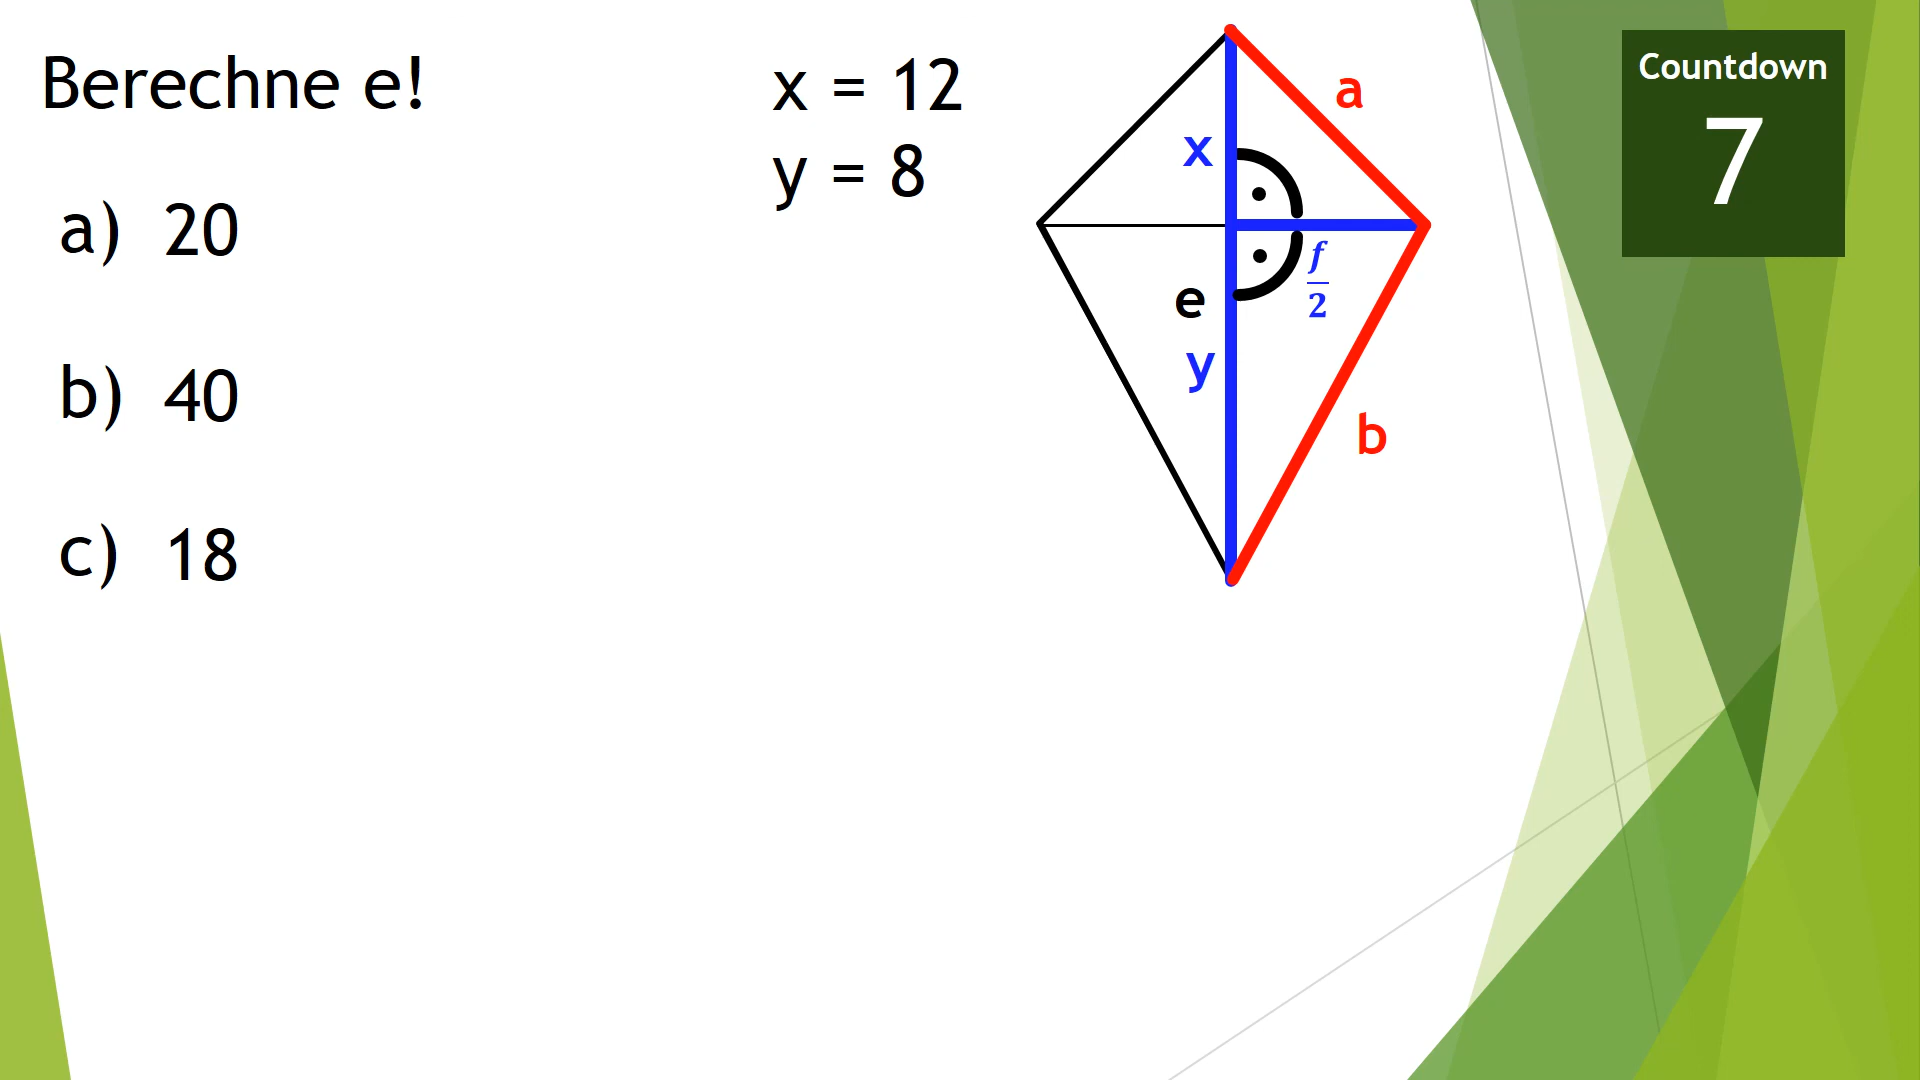 Berechne e!
x = 12
y = 8
a) 20
b) 40
c) 18
a
x
f
2
e
y
b
Countdown
7